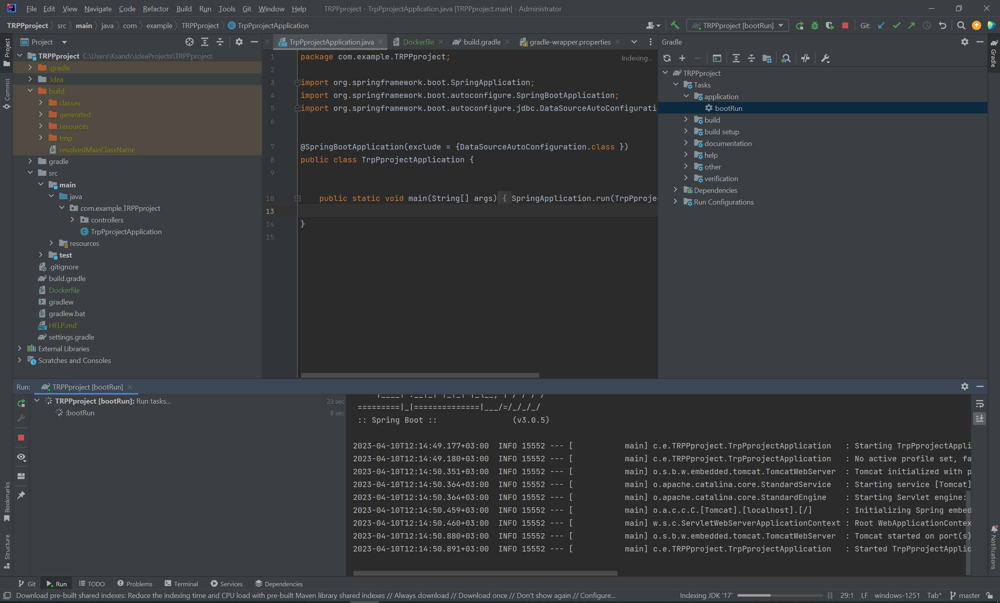 File Edit View Navigate Code Refactor Build Run Tools Git Window Help TRPPproject - TrpPprojectApplication.java [TRPPproject.main] - Administrator
TRPPproject src main java com example TRPPproject TrpPprojectApplication TRPPproject [bootRun] Git:
Project
TrpPprojectApplication.java Dockerfile build.gradle gradle-wrapper.properties
Gradle
Project
Commit
Bookmarks
Structure
TRPPproject C:\Users\Ksandr\IdeaProjects\TRPPproject
.gradle
.idea
build
classes
generated
resources
tmp
resolvedMainClassName
gradle
src
main
java
com.example.TRPPproject
controllers
TrpPprojectApplication
resources
test
.gitignore
build.gradle
Dockerfile
gradlew
gradlew.bat
HELP.md
settings.gradle
External Libraries
Scratches and Consoles
Indexing...
1 package com.example.TRPPproject;
2
3 import org.springframework.boot.SpringApplication;
4 import org.springframework.boot.autoconfigure.SpringBootApplication;
5 import org.springframework.boot.autoconfigure.jdbc.DataSourceAutoConfigurati
6
7 @SpringBootApplication(exclude = {DataSourceAutoConfiguration.class })
8 public class TrpPprojectApplication {
9
10 public static void main(String[] args) { SpringApplication.run(TrpPproje
13
14 }
15
TRPPproject
Tasks
application
bootRun
build
build setup
documentation
help
other
verification
Dependencies
Run Configurations
Gradle
Notifications
Run: TRPPproject [bootRun]
TRPPproject [bootRun]: Run tasks... 23 sec
:bootRun 8 sec
=========|_|==============|___/=/_/_/_/
:: Spring Boot :: (v3.0.5)
2023-04-10T12:14:49.177+03:00 INFO 15552 --- [ main] c.e.TRPPproject.TrpPprojectApplication : Starting TrpPprojectAppli
2023-04-10T12:14:49.180+03:00 INFO 15552 --- [ main] c.e.TRPPproject.TrpPprojectApplication : No active profile set, fa
2023-04-10T12:14:50.351+03:00 INFO 15552 --- [ main] o.s.b.w.embedded.tomcat.TomcatWebServer : Tomcat initialized with p
2023-04-10T12:14:50.364+03:00 INFO 15552 --- [ main] o.apache.catalina.core.StandardService : Starting service [Tomcat]
2023-04-10T12:14:50.364+03:00 INFO 15552 --- [ main] o.apache.catalina.core.StandardEngine : Starting Servlet engine:
2023-04-10T12:14:50.459+03:00 INFO 15552 --- [ main] o.a.c.c.C.[Tomcat].[localhost].[/] : Initializing Spring embed
2023-04-10T12:14:50.460+03:00 INFO 15552 --- [ main] w.s.c.ServletWebServerApplicationContext : Root WebApplicationContex
2023-04-10T12:14:50.880+03:00 INFO 15552 --- [ main] o.s.b.w.embedded.tomcat.TomcatWebServer : Tomcat started on port(s)
2023-04-10T12:14:50.891+03:00 INFO 15552 --- [ main] c.e.TRPPproject.TrpPprojectApplication : Started TrpPprojectApplic
Git Run TODO Problems Terminal Services Dependencies
Download pre-built shared indexes: Reduce the indexing time and CPU load with pre-built Maven library shared indexes // Always download // Download once // Don't show again // Configure... Indexing JDK '17' 29:1 LF windows-1251 Tab* master